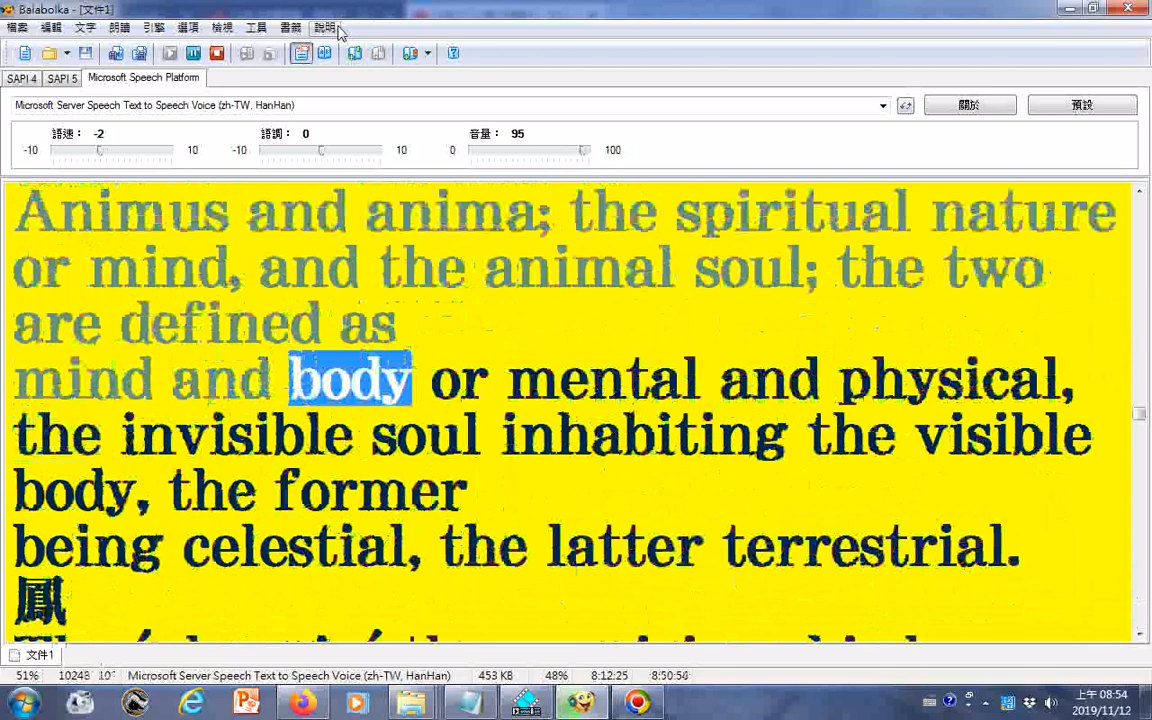 Balabolka - [文件1]
檔案 編輯 文字 朗讀 引擎 選項 檢視 工具 書籤 說明
SAPI 4 SAPI 5 Microsoft Speech Platform
Microsoft Server Speech Text to Speech Voice (zh-TW, HanHan) 關於 預設
語速： -2 語調： 0 音量： 95
-10 10 -10 10 0 100
Animus and anima; the spiritual nature
or mind, and the animal soul; the two
are defined as
mind and body or mental and physical,
the invisible soul inhabiting the visible
body, the former
being celestial, the latter terrestrial.
鳳
文件1
51% Microsoft Server Speech Text to Speech Voice (zh-TW, HanHan) 453 KB 48% 8:12:25 8:50:54
上午 08:54
2019/11/12